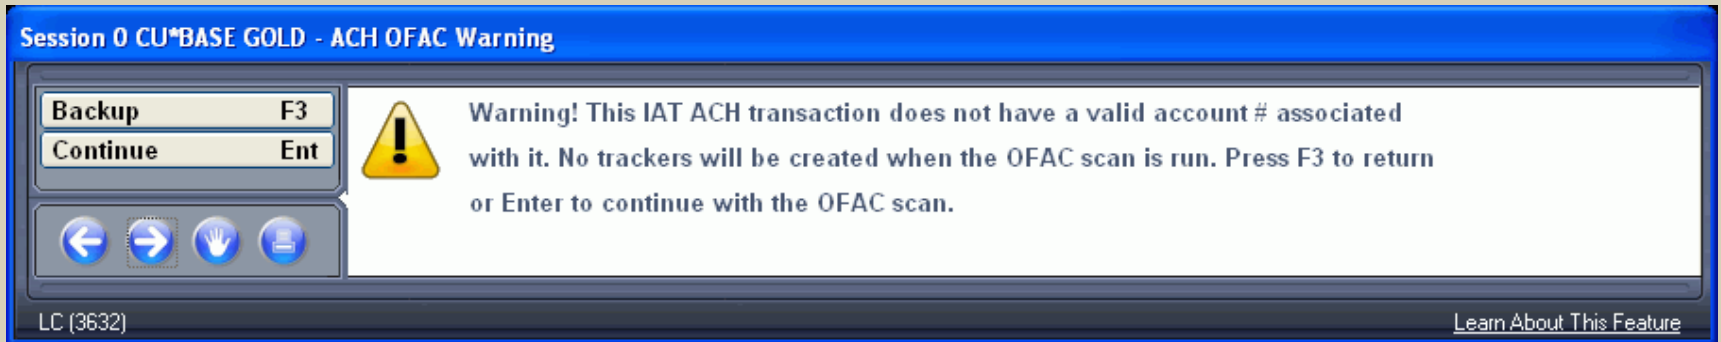 Session 0 CU*BASE GOLD - ACH OFAC Warning
Backup F3
Continue Ent
Warning! This IAT ACH transaction does not have a valid account # associated
with it. No trackers will be created when the OFAC scan is run. Press F3 to return
or Enter to continue with the OFAC scan.
LC (3632)
Learn About This Feature